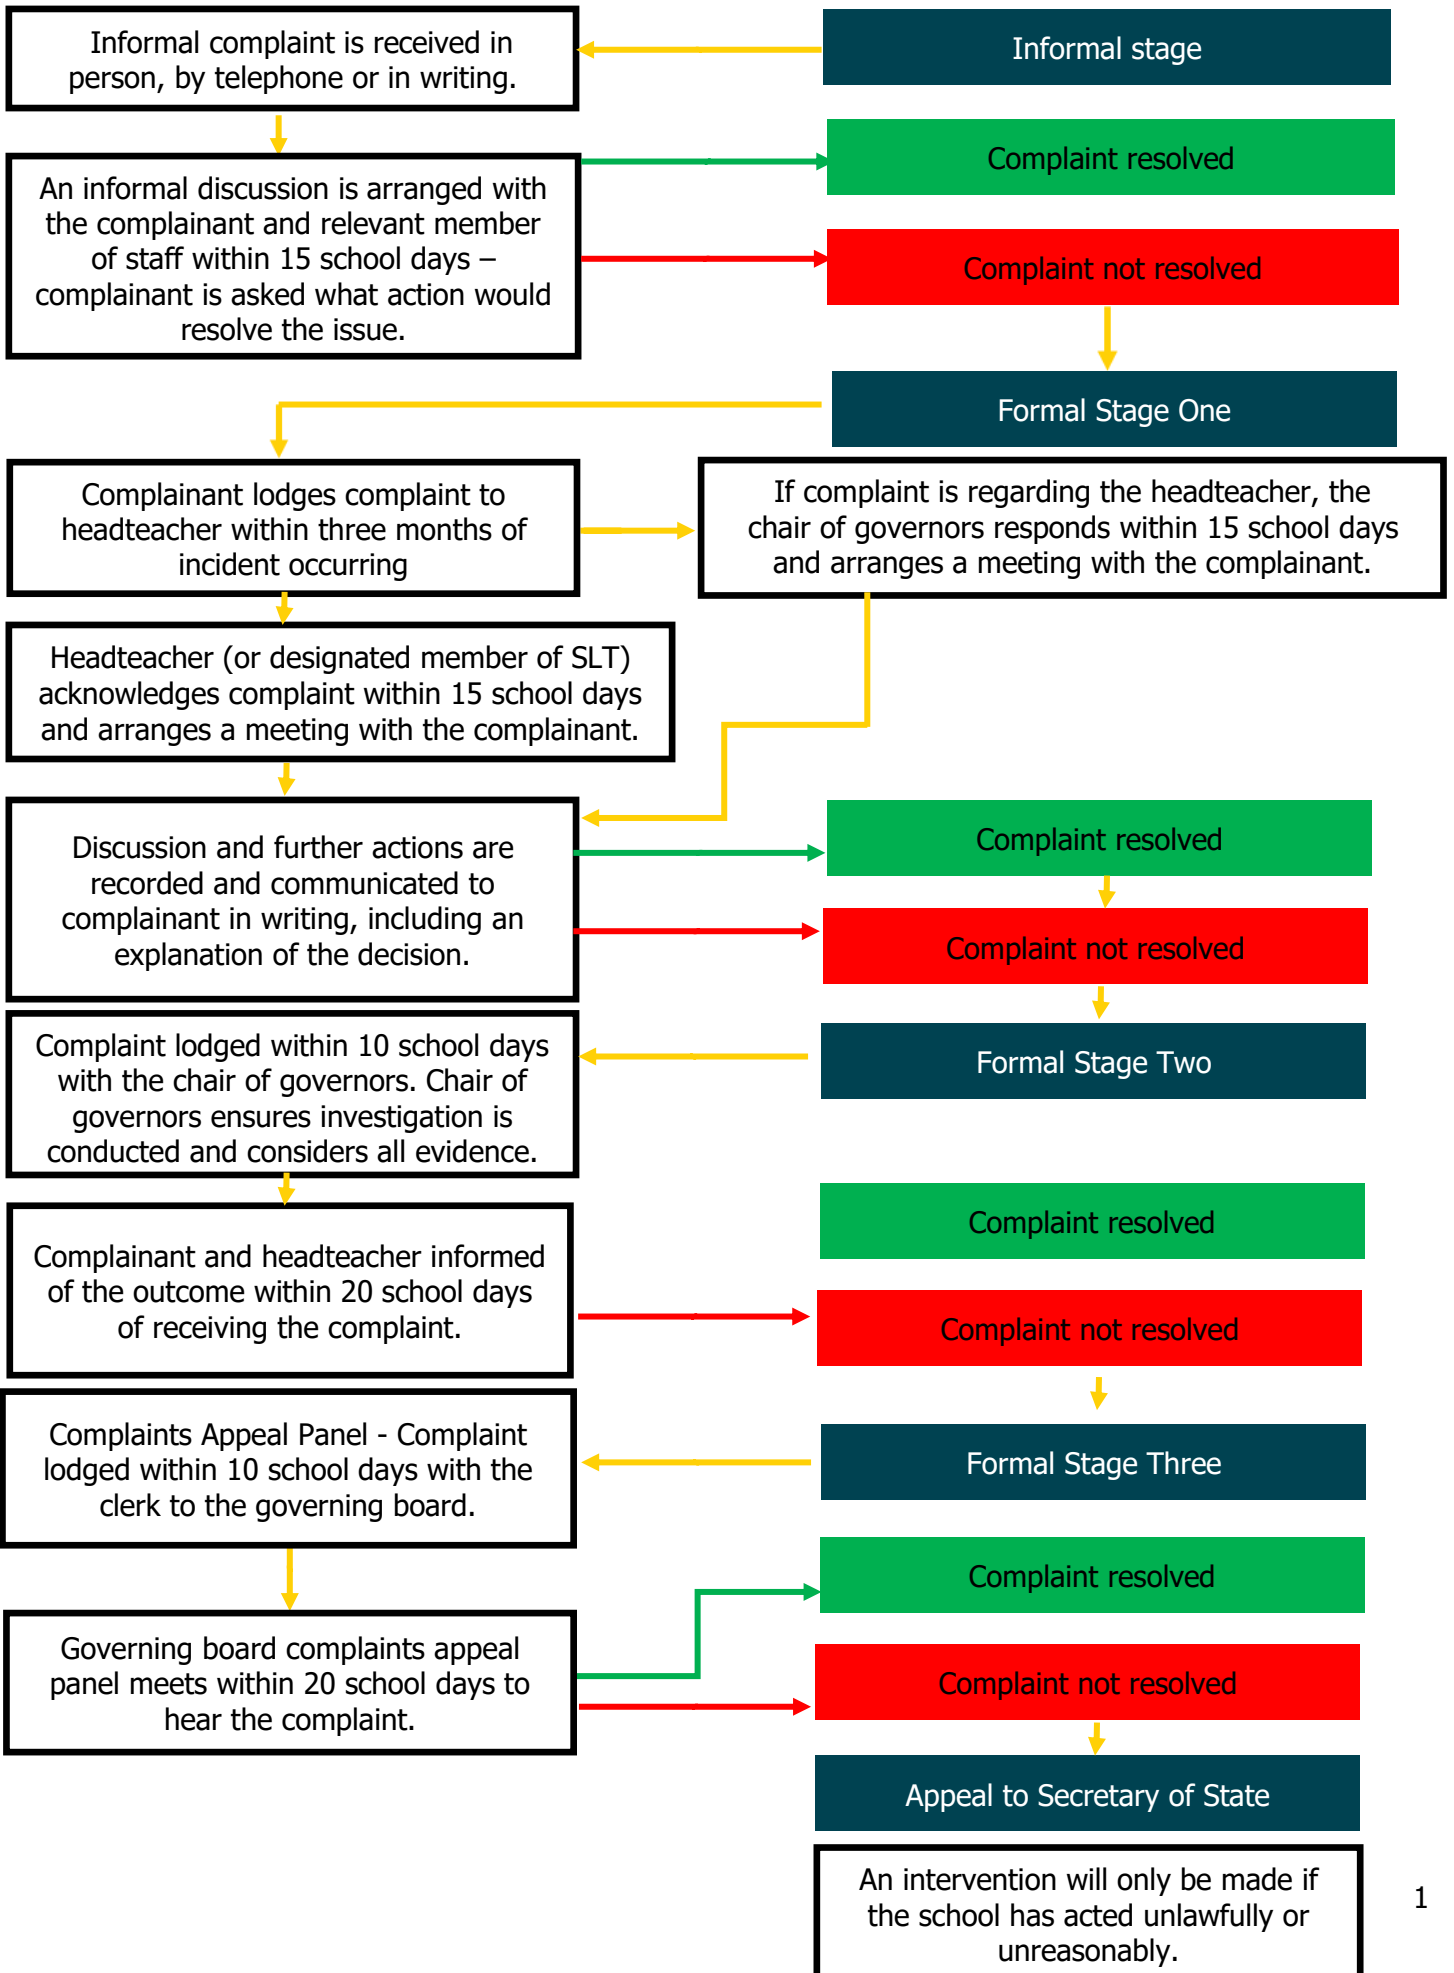 Informal complaint is received in
person, by telephone or in writing.
Informal stage
An informal discussion is arranged with
the complainant and relevant member
of staff within 15 school days –
complainant is asked what action would
resolve the issue.
Complaint resolved
Complaint not resolved
Formal Stage One
Complainant lodges complaint to
headteacher within three months of
incident occurring
If complaint is regarding the headteacher, the
chair of governors responds within 15 school days
and arranges a meeting with the complainant.
Headteacher (or designated member of SLT)
acknowledges complaint within 15 school days
and arranges a meeting with the complainant.
Discussion and further actions are
recorded and communicated to
complainant in writing, including an
explanation of the decision.
Complaint resolved
Complaint not resolved
Formal Stage Two
Complaint lodged within 10 school days
with the chair of governors. Chair of
governors ensures investigation is
conducted and considers all evidence.
Complainant and headteacher informed
of the outcome within 20 school days
of receiving the complaint.
Complaint resolved
Complaint not resolved
Formal Stage Three
Complaints Appeal Panel - Complaint
lodged within 10 school days with the
clerk to the governing board.
Governing board complaints appeal
panel meets within 20 school days to
hear the complaint.
Complaint resolved
Complaint not resolved
Appeal to Secretary of State
An intervention will only be made if
the school has acted unlawfully or
unreasonably.
1